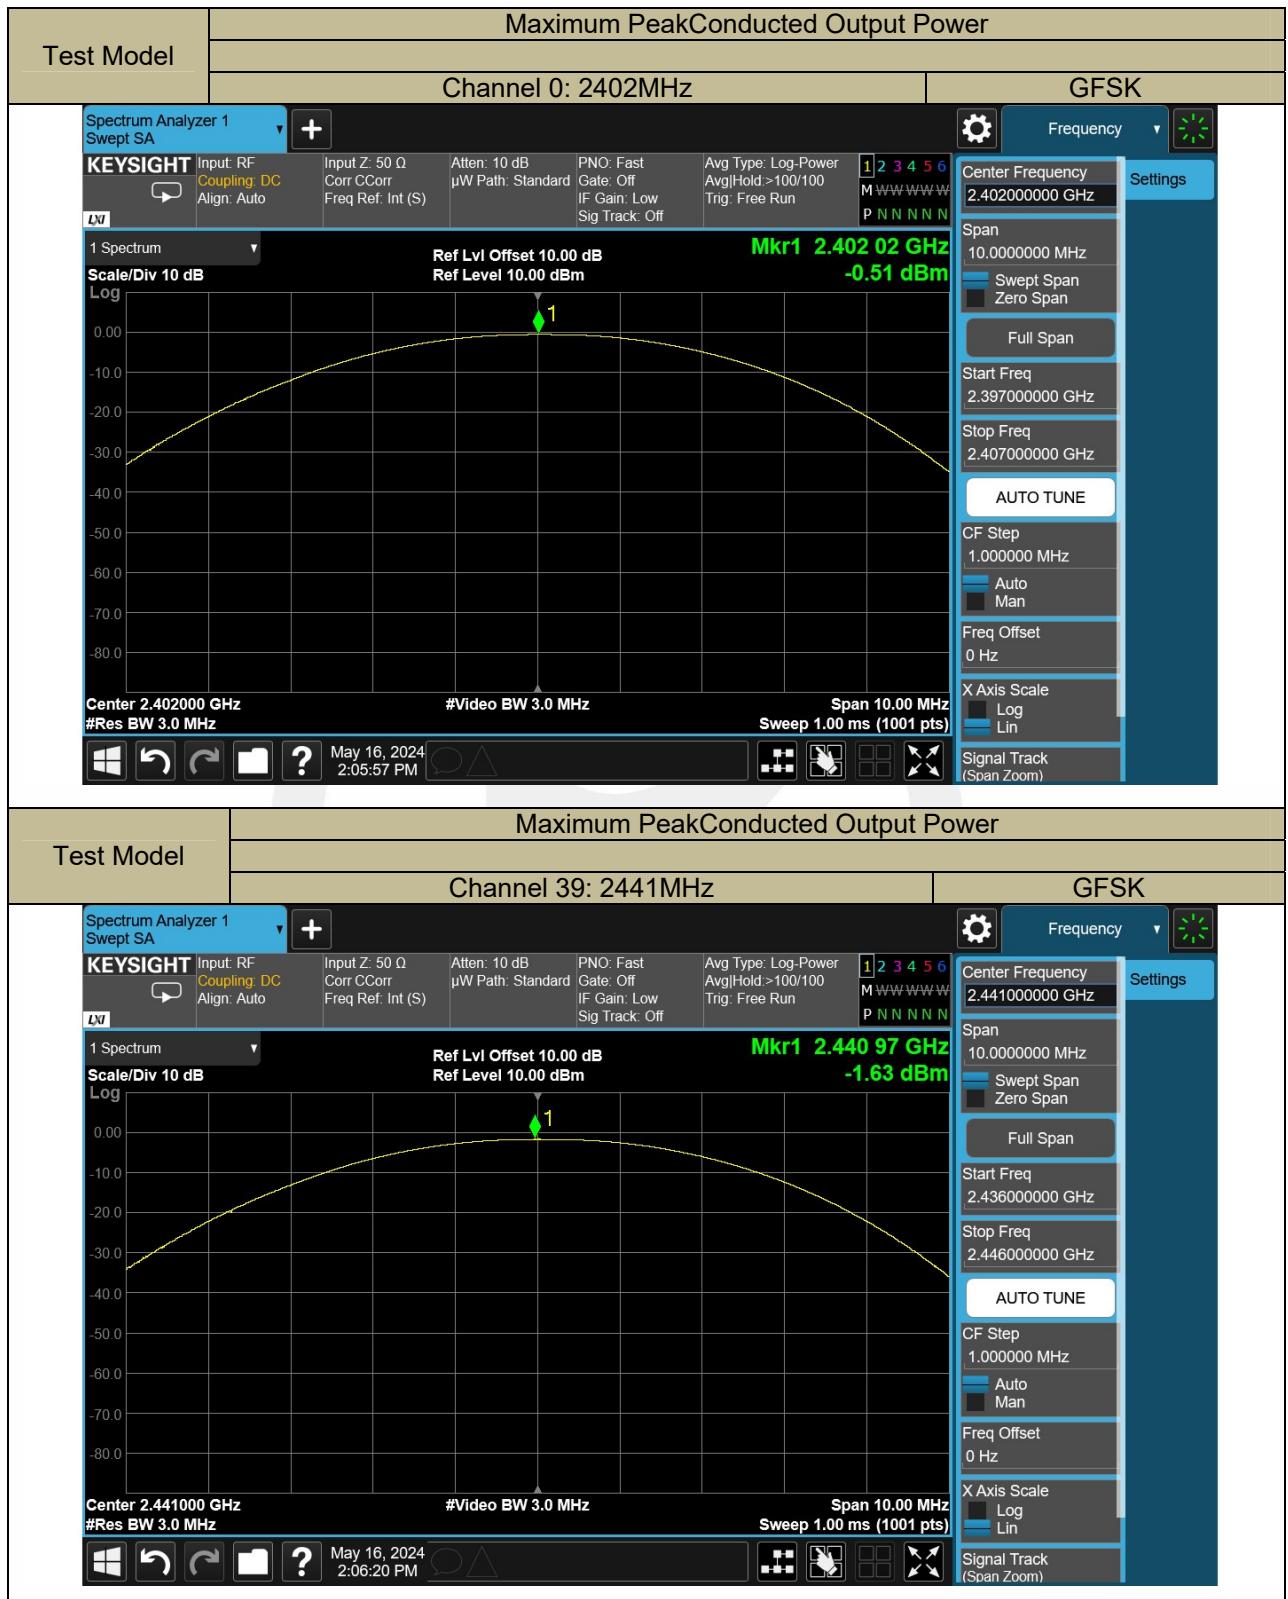 Test Model
Maximum PeakConducted Output Power
Channel 0: 2402MHz
GFSK
Spectrum Analyzer 1
Swept SA
Frequency
KEYSIGHT
LXI
Input: RF
Coupling: DC
Align: Auto
Input Z: 50 Ω
Corr CCorr
Freq Ref: Int (S)
Atten: 10 dB
µW Path: Standard
PNO: Fast
Gate: Off
IF Gain: Low
Sig Track: Off
Avg Type: Log-Power
Avg|Hold:>100/100
Trig: Free Run
1 2 3 4 5 6
M W W W W W
P N N N N N
1 Spectrum
Scale/Div 10 dB
Log
Ref Lvl Offset 10.00 dB
Ref Level 10.00 dBm
Mkr1 2.402 02 GHz
-0.51 dBm
1
0.00
-10.0
-20.0
-30.0
-40.0
-50.0
-60.0
-70.0
-80.0
Center 2.402000 GHz
#Res BW 3.0 MHz
#Video BW 3.0 MHz
Span 10.00 MHz
Sweep 1.00 ms (1001 pts)
?
May 16, 2024
2:05:57 PM
Center Frequency
2.402000000 GHz
Settings
Span
10.0000000 MHz
Swept Span
Zero Span
Full Span
Start Freq
2.397000000 GHz
Stop Freq
2.407000000 GHz
AUTO TUNE
CF Step
1.000000 MHz
Auto
Man
Freq Offset
0 Hz
X Axis Scale
Log
Lin
Signal Track
(Span Zoom)
Test Model
Maximum PeakConducted Output Power
Channel 39: 2441MHz
GFSK
Spectrum Analyzer 1
Swept SA
Frequency
KEYSIGHT
LXI
Input: RF
Coupling: DC
Align: Auto
Input Z: 50 Ω
Corr CCorr
Freq Ref: Int (S)
Atten: 10 dB
µW Path: Standard
PNO: Fast
Gate: Off
IF Gain: Low
Sig Track: Off
Avg Type: Log-Power
Avg|Hold:>100/100
Trig: Free Run
1 2 3 4 5 6
M W W W W W
P N N N N N
1 Spectrum
Scale/Div 10 dB
Log
Ref Lvl Offset 10.00 dB
Ref Level 10.00 dBm
Mkr1 2.440 97 GHz
-1.63 dBm
1
0.00
-10.0
-20.0
-30.0
-40.0
-50.0
-60.0
-70.0
-80.0
Center 2.441000 GHz
#Res BW 3.0 MHz
#Video BW 3.0 MHz
Span 10.00 MHz
Sweep 1.00 ms (1001 pts)
?
May 16, 2024
2:06:20 PM
Center Frequency
2.441000000 GHz
Settings
Span
10.0000000 MHz
Swept Span
Zero Span
Full Span
Start Freq
2.436000000 GHz
Stop Freq
2.446000000 GHz
AUTO TUNE
CF Step
1.000000 MHz
Auto
Man
Freq Offset
0 Hz
X Axis Scale
Log
Lin
Signal Track
(Span Zoom)